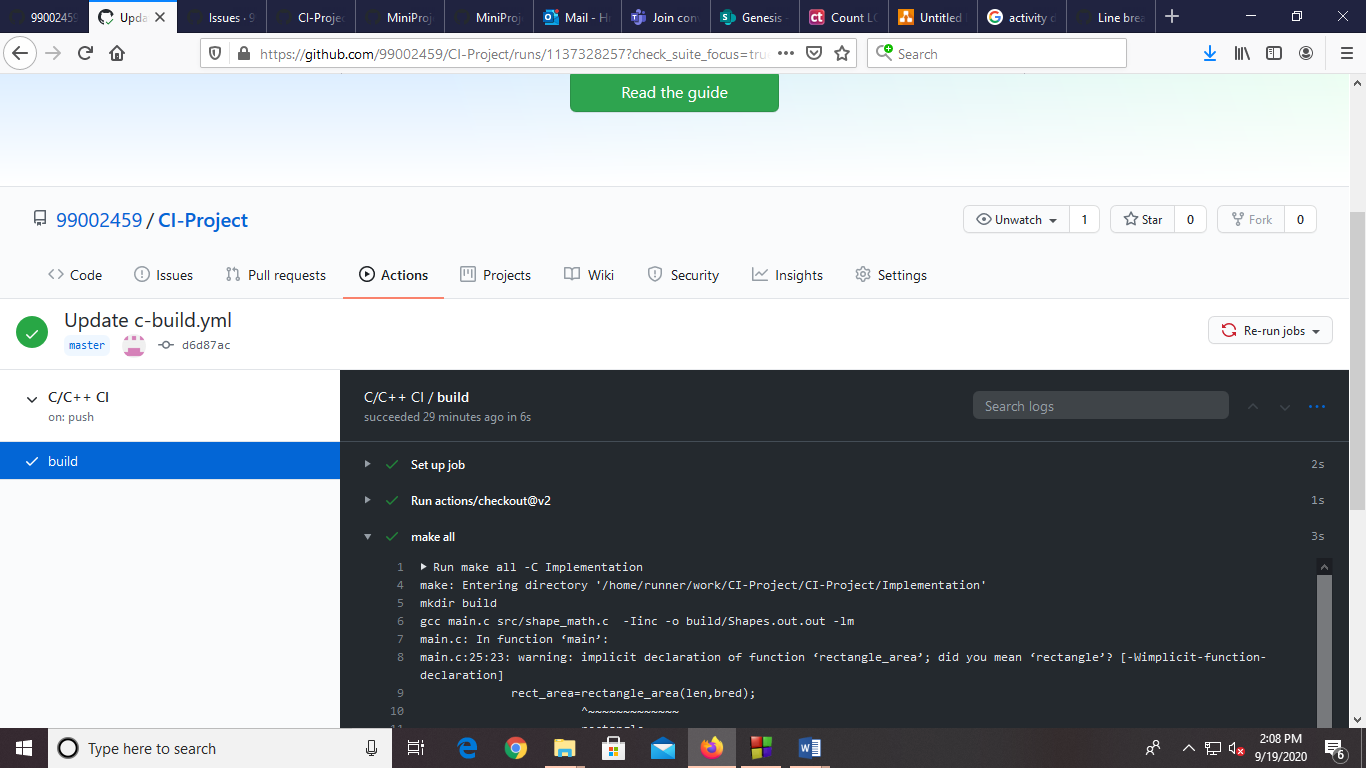 9900245
Upda
Issues · 9
CI-Projec
MiniProj
MiniProj
Mail - H
Join con
Genesis -
Count LO
Untitled
activity d
Line brea
https://github.com/99002459/CI-Project/runs/1137328257?check_suite_focus=tru
Search
Read the guide
99002459 / CI-Project
Unwatch 1
Star 0
Fork 0
Code
Issues
Pull requests
Actions
Projects
Wiki
Security
Insights
Settings
Update c-build.yml
master d6d87ac
Re-run jobs
C/C++ CI
on: push
build
C/C++ CI / build
succeeded 29 minutes ago in 6s
Search logs
Set up job 2s
Run actions/checkout@v2 1s
make all 3s
1 Run make all -C Implementation
4 make: Entering directory '/home/runner/work/CI-Project/CI-Project/Implementation'
5 mkdir build
6 gcc main.c src/shape_math.c  -Iinc -o build/Shapes.out.out -lm
7 main.c: In function ‘main’:
8 main.c:25:23: warning: implicit declaration of function ‘rectangle_area’; did you mean ‘rectangle’? [-Wimplicit-function-
declaration]
9 rect_area=rectangle_area(len,bred);
10 ^~~~~~~~~~~~~~
11 rectangle
Type here to search
2:08 PM
9/19/2020
6